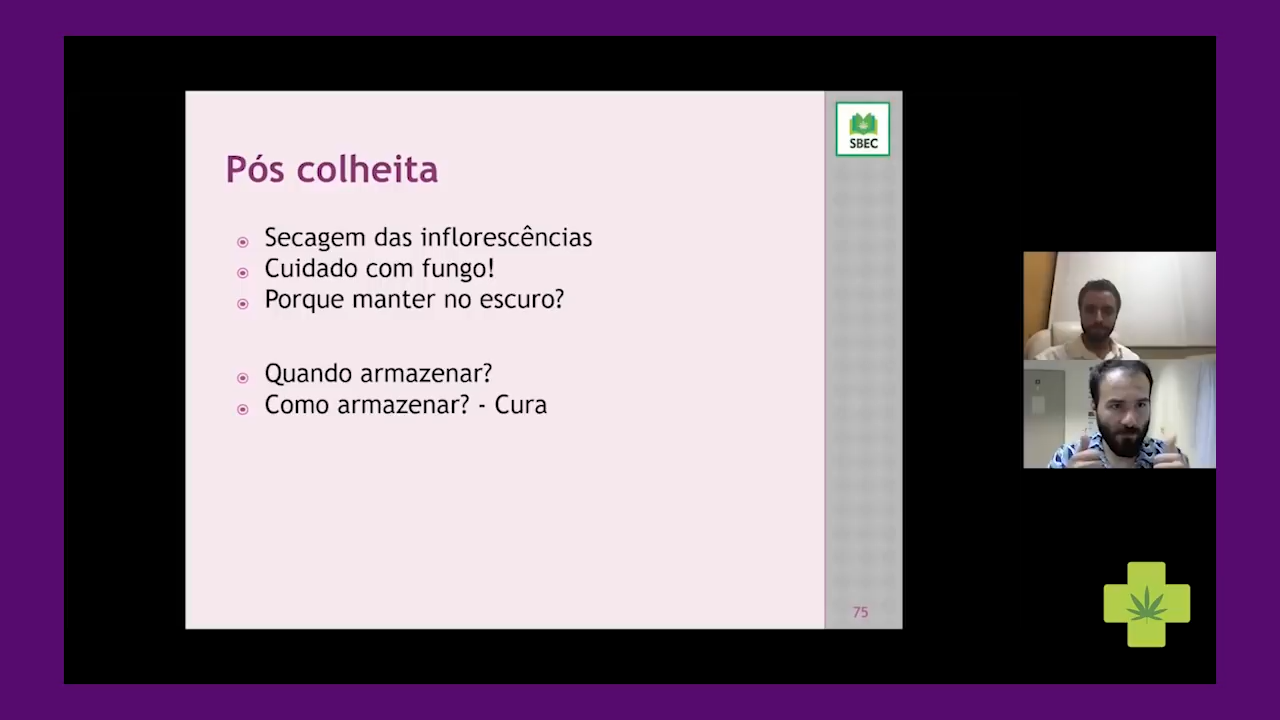 SBEC
Pós colheita
Secagem das inflorescências
Cuidado com fungo!
Porque manter no escuro?
Quando armazenar?
Como armazenar? - Cura
75